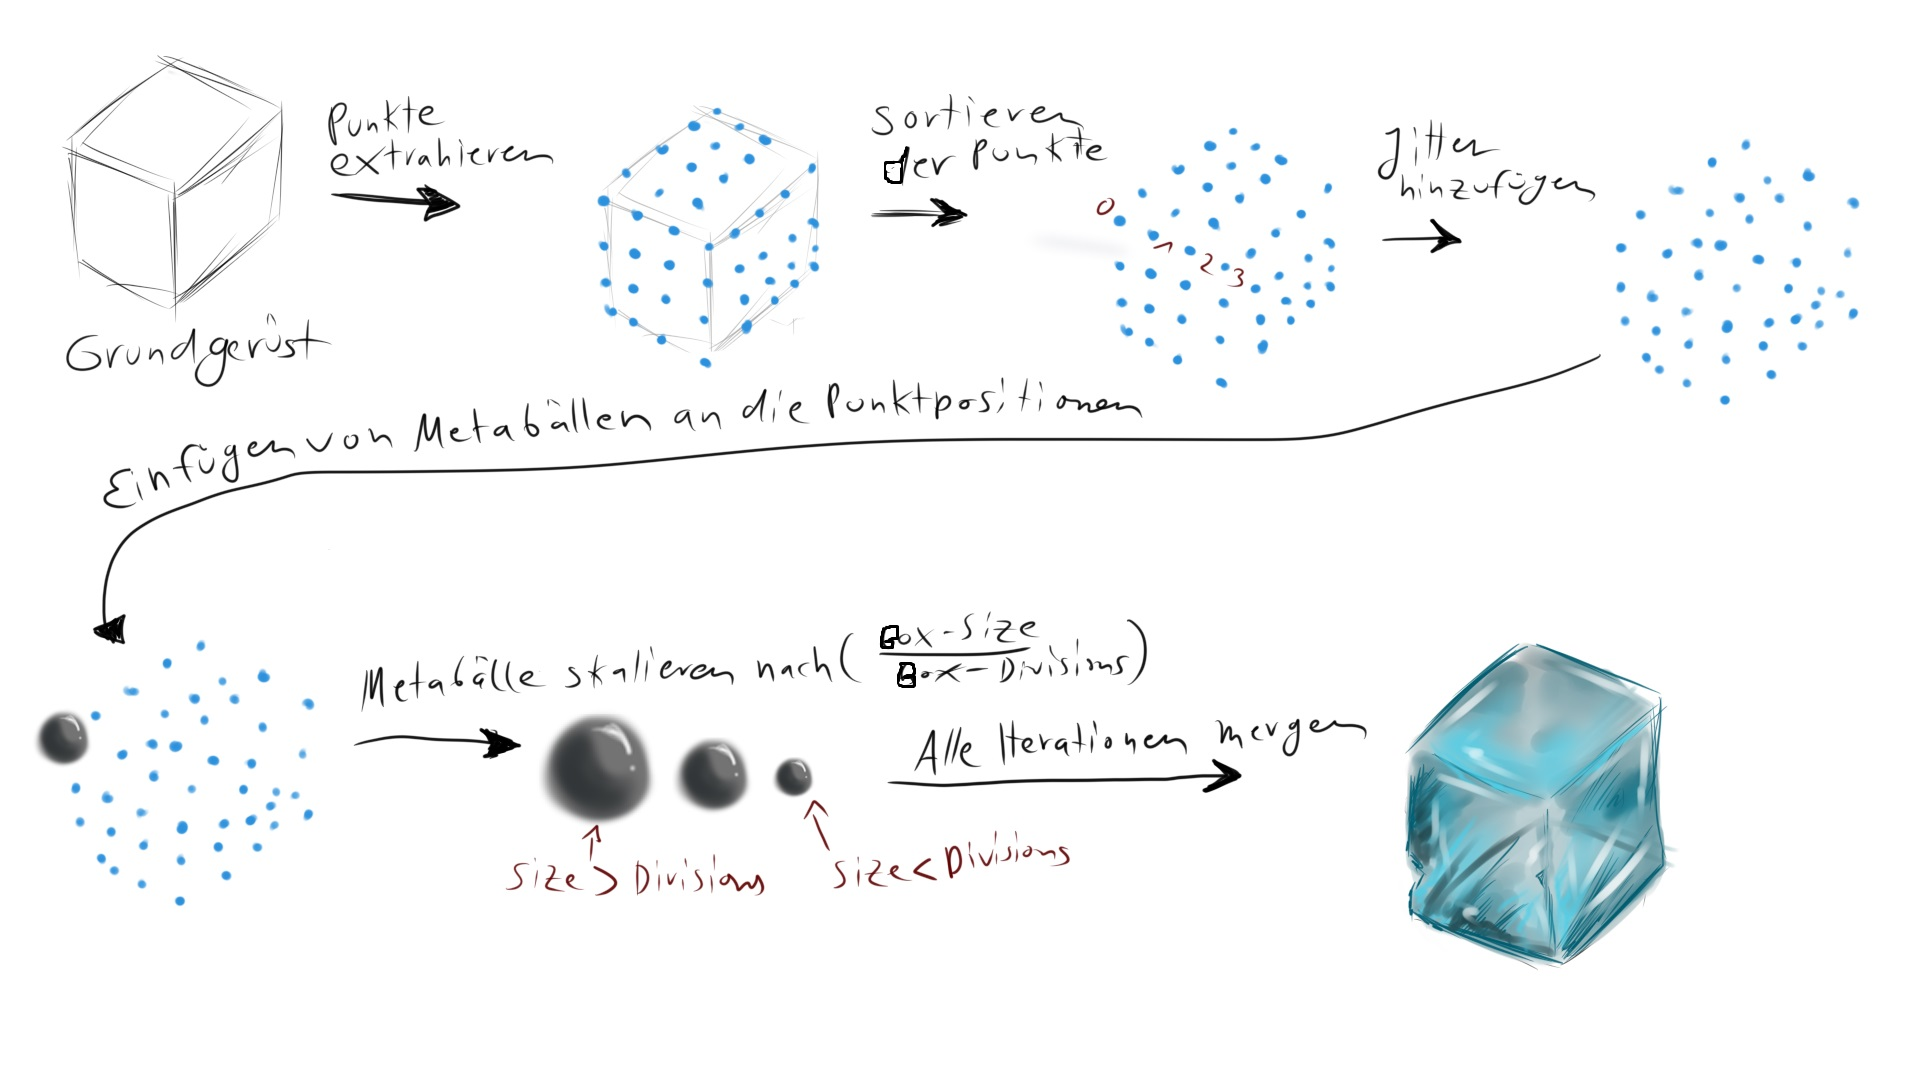 Punkte
extrahieren
Sortieren
der Punkte
Jitter
hinzufügen
0
1
2
3
Grundgerüst
Einfügen von Metabällen an die Punktpositionen
Metabälle skalieren nach (Box-Size
Box-Divisions)
Alle Iterationen mergen
Size > Divisions
Size < Divisions